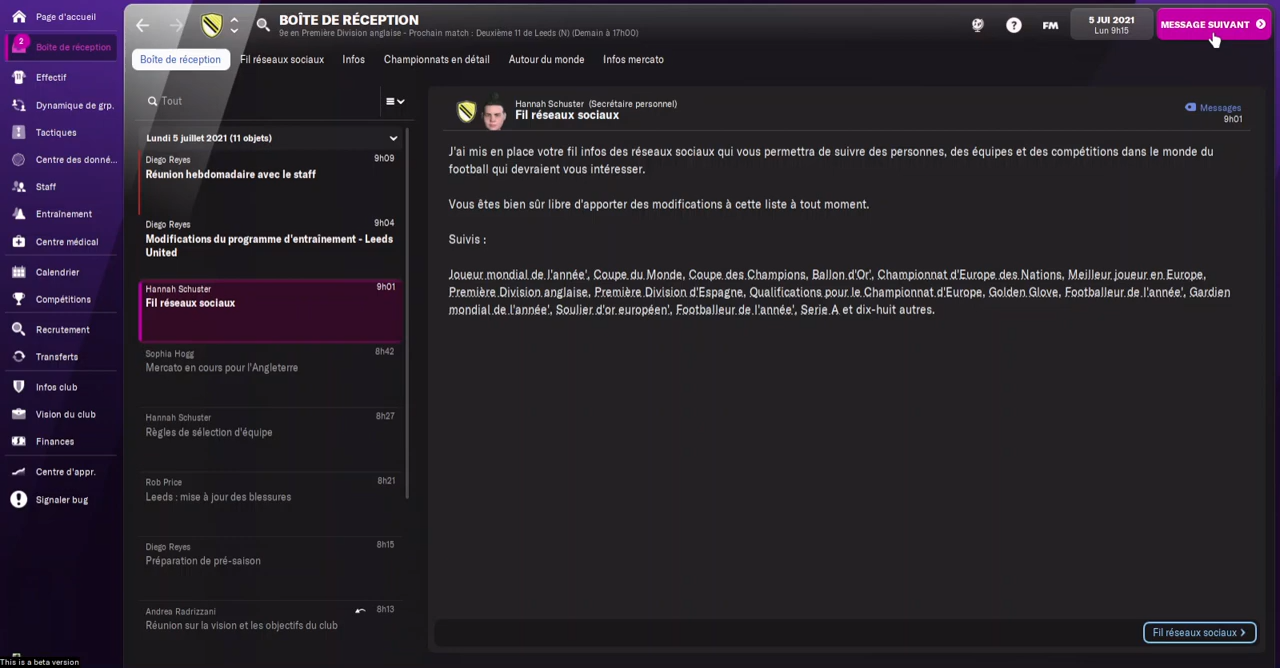 Page d'accueil
2
Boîte de réception
Effectif
Dynamique de grp.
Tactiques
Centre des donné...
Staff
Entraînement
Centre médical
Calendrier
Compétitions
Recrutement
Transferts
Infos club
Vision du club
Finances
Centre d'appr.
Signaler bug
This is a beta version
BOÎTE DE RÉCEPTION
9e en Première Division anglaise - Prochain match : Deuxième 11 de Leeds (N) (Demain à 17h00)
?
FM
5 JUI 2021
Lun 9h15
MESSAGE SUIVANT
Boîte de réception
Fil réseaux sociaux
Infos
Championnats en détail
Autour du monde
Infos mercato
Tout
Lundi 5 juillet 2021 (11 objets)
Diego Reyes 9h09
Réunion hebdomadaire avec le staff
Diego Reyes 9h04
Modifications du programme d'entraînement - Leeds
United
Hannah Schuster 9h01
Fil réseaux sociaux
Sophia Hogg 8h42
Mercato en cours pour l'Angleterre
Hannah Schuster 8h27
Règles de sélection d'équipe
Rob Price 8h21
Leeds : mise à jour des blessures
Diego Reyes 8h15
Préparation de pré-saison
Andrea Radrizzani 8h13
Réunion sur la vision et les objectifs du club
Hannah Schuster (Secrétaire personnel)
Fil réseaux sociaux
Messages
9h01
J'ai mis en place votre fil infos des réseaux sociaux qui vous permettra de suivre des personnes, des équipes et des compétitions dans le monde du
football qui devraient vous intéresser.
Vous êtes bien sûr libre d'apporter des modifications à cette liste à tout moment.
Suivis :
Joueur mondial de l'année', Coupe du Monde, Coupe des Champions, Ballon d'Or', Championnat d'Europe des Nations, Meilleur joueur en Europe,
Première Division anglaise, Première Division d'Espagne, Qualifications pour le Championnat d'Europe, Golden Glove, Footballeur de l'année', Gardien
mondial de l'année', Soulier d'or européen', Footballeur de l'année', Serie A et dix-huit autres.
Fil réseaux sociaux